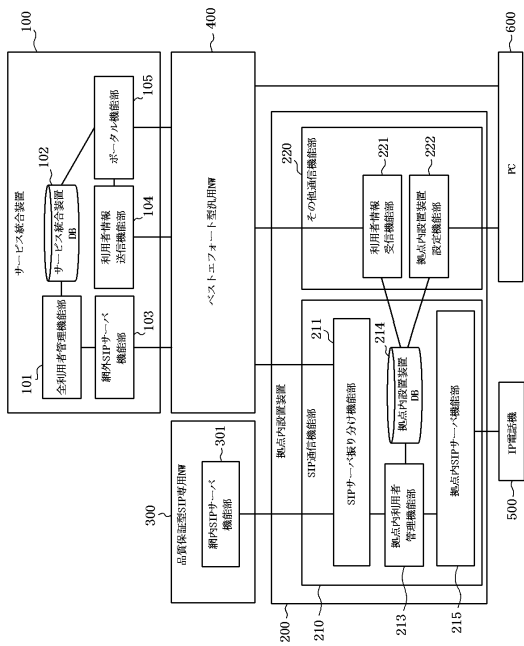 100
サービス統合装置
101
全利用者管理機能部
102
サービス統合装置
DB
105
ポータル機能部
103
網外SIPサーバ
機能部
104
利用者情報
送信機能部
300
品質保証型SIP専用NW
301
網内SIPサーバ
機能部
400
ベストエフォート型汎用NW
200
拠点内設置装置
210
SIP通信機能部
211
SIPサーバ振り分け機能部
213
拠点内利用者
管理機能部
214
拠点内設置装置
DB
215
拠点内SIPサーバ機能部
220
その他通信機能部
221
利用者情報
受信機能部
222
拠点内設置装置
設定機能部
500
IP電話機
600
PC